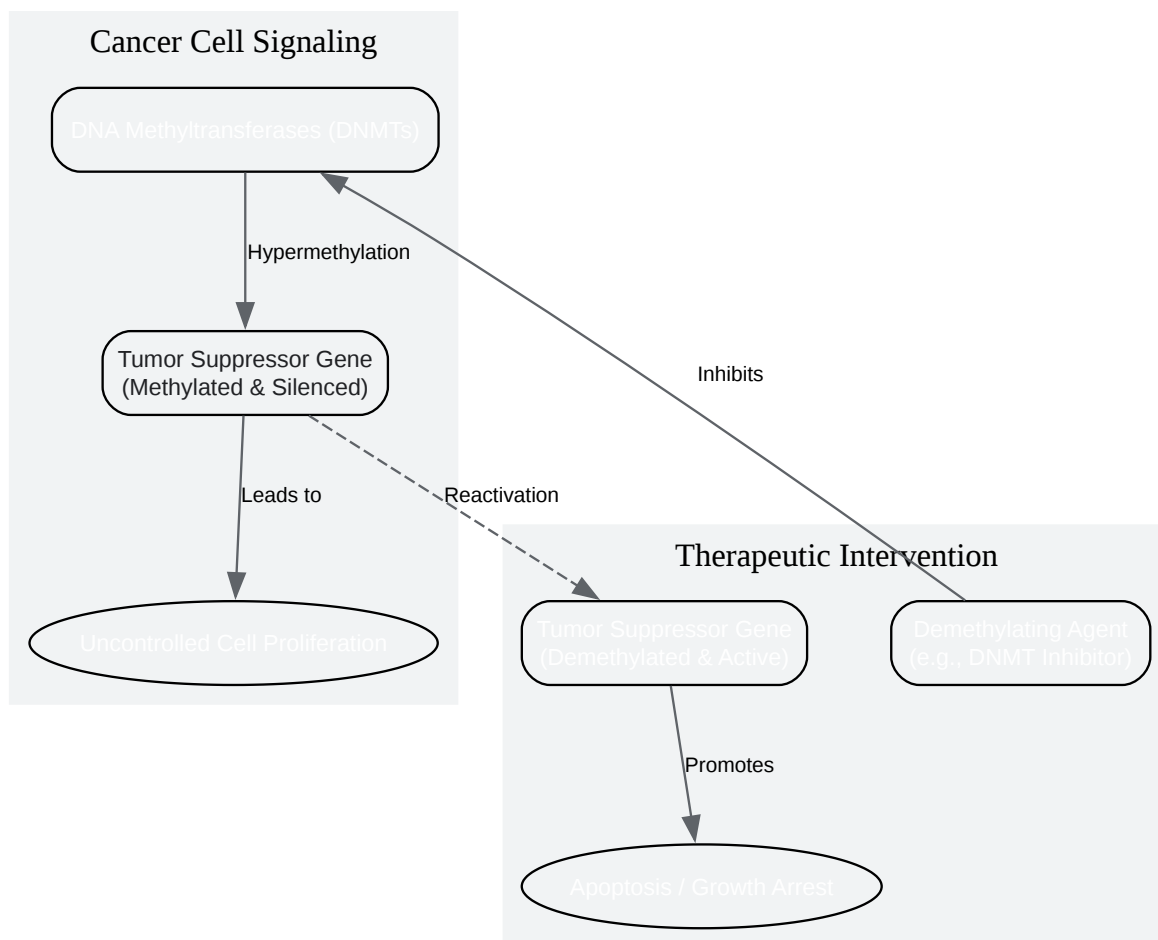 Cancer Cell Signaling
DNA Methyltransferases (DNMTs)
Hypermethylation
Tumor Suppressor Gene
(Methylated & Silenced)
Leads to
Uncontrolled Cell Proliferation
Reactivation
Inhibits
Therapeutic Intervention
Tumor Suppressor Gene
(Demethylated & Active)
Demethylating Agent
(e.g., DNMT Inhibitor)
Promotes
Apoptosis / Growth Arrest